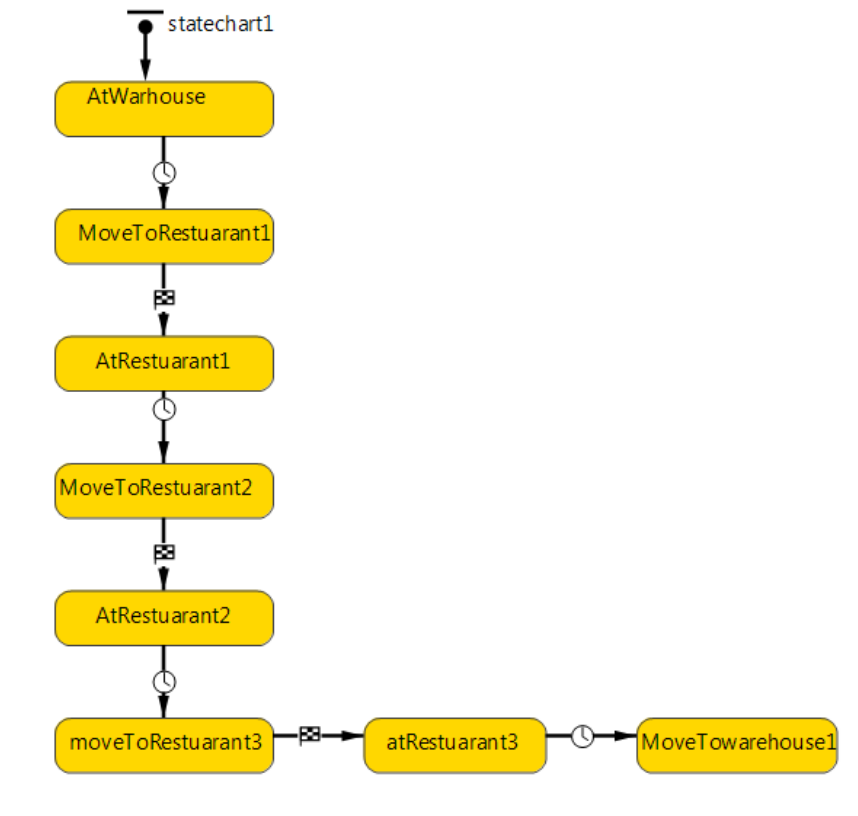 statechart1
AtWarhouse
MoveToRestuarant1
AtRestuarant1
MoveToRestuarant2
AtRestuarant2
moveToRestuarant3
atRestuarant3
MoveTowarehouse1